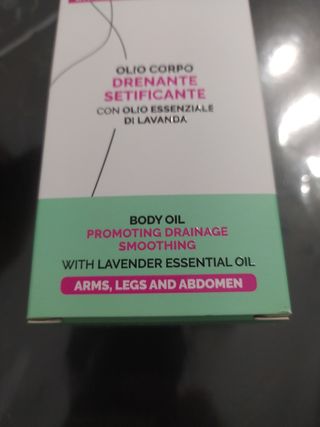 OLIO CORPO
DRENANTE
SETIFICANTE
CON OLIO ESSENZIALE
DI LAVANDA
BODY OIL
PROMOTING DRAINAGE
SMOOTHING
WITH LAVENDER ESSENTIAL OIL
ARMS, LEGS AND ABDOMEN